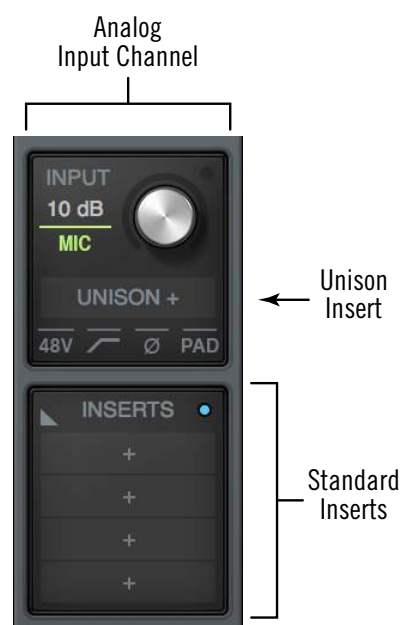 Analog
Input Channel
INPUT
10 dB
MIC
UNISON +
Unison
Insert
48V Ø PAD
INSERTS
+
+
+
+
Standard
Inserts